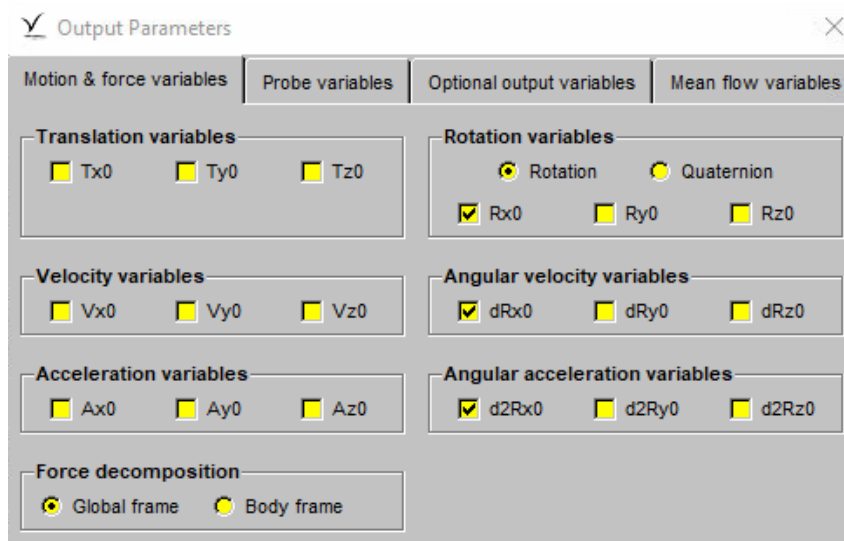 Output Parameters
Motion & force variables Probe variables Optional output variables Mean flow variables
Translation variables
Tx0 Ty0 Tz0
Rotation variables
Rotation Quaternion
Rx0 Ry0 Rz0
Velocity variables
Vx0 Vy0 Vz0
Angular velocity variables
dRx0 dRy0 dRz0
Acceleration variables
Ax0 Ay0 Az0
Angular acceleration variables
d2Rx0 d2Ry0 d2Rz0
Force decomposition
Global frame Body frame